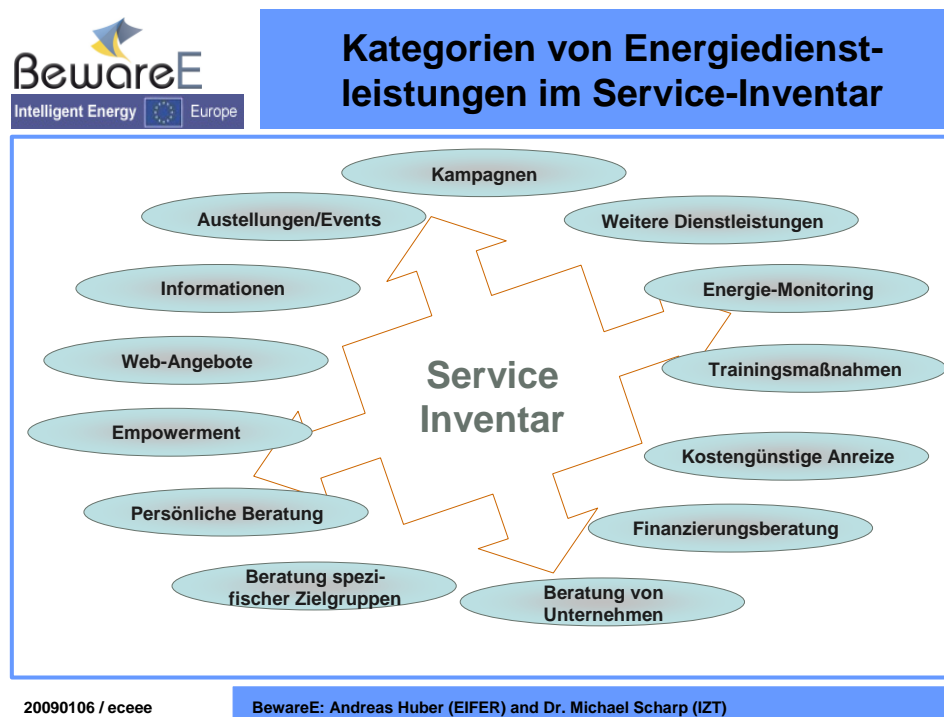 BewareE
Intelligent Energy Europe
Kategorien von Energiedienst-
leistungen im Service-Inventar
Kampagnen
Austellungen/Events
Weitere Dienstleistungen
Informationen
Energie-Monitoring
Web-Angebote
Trainingsmaßnahmen
Service
Inventar
Empowerment
Kostengünstige Anreize
Persönliche Beratung
Finanzierungsberatung
Beratung spezi-
fischer Zielgruppen
Beratung von
Unternehmen
20090106 / eceee
BewareE: Andreas Huber (EIFER) and Dr. Michael Scharp (IZT)